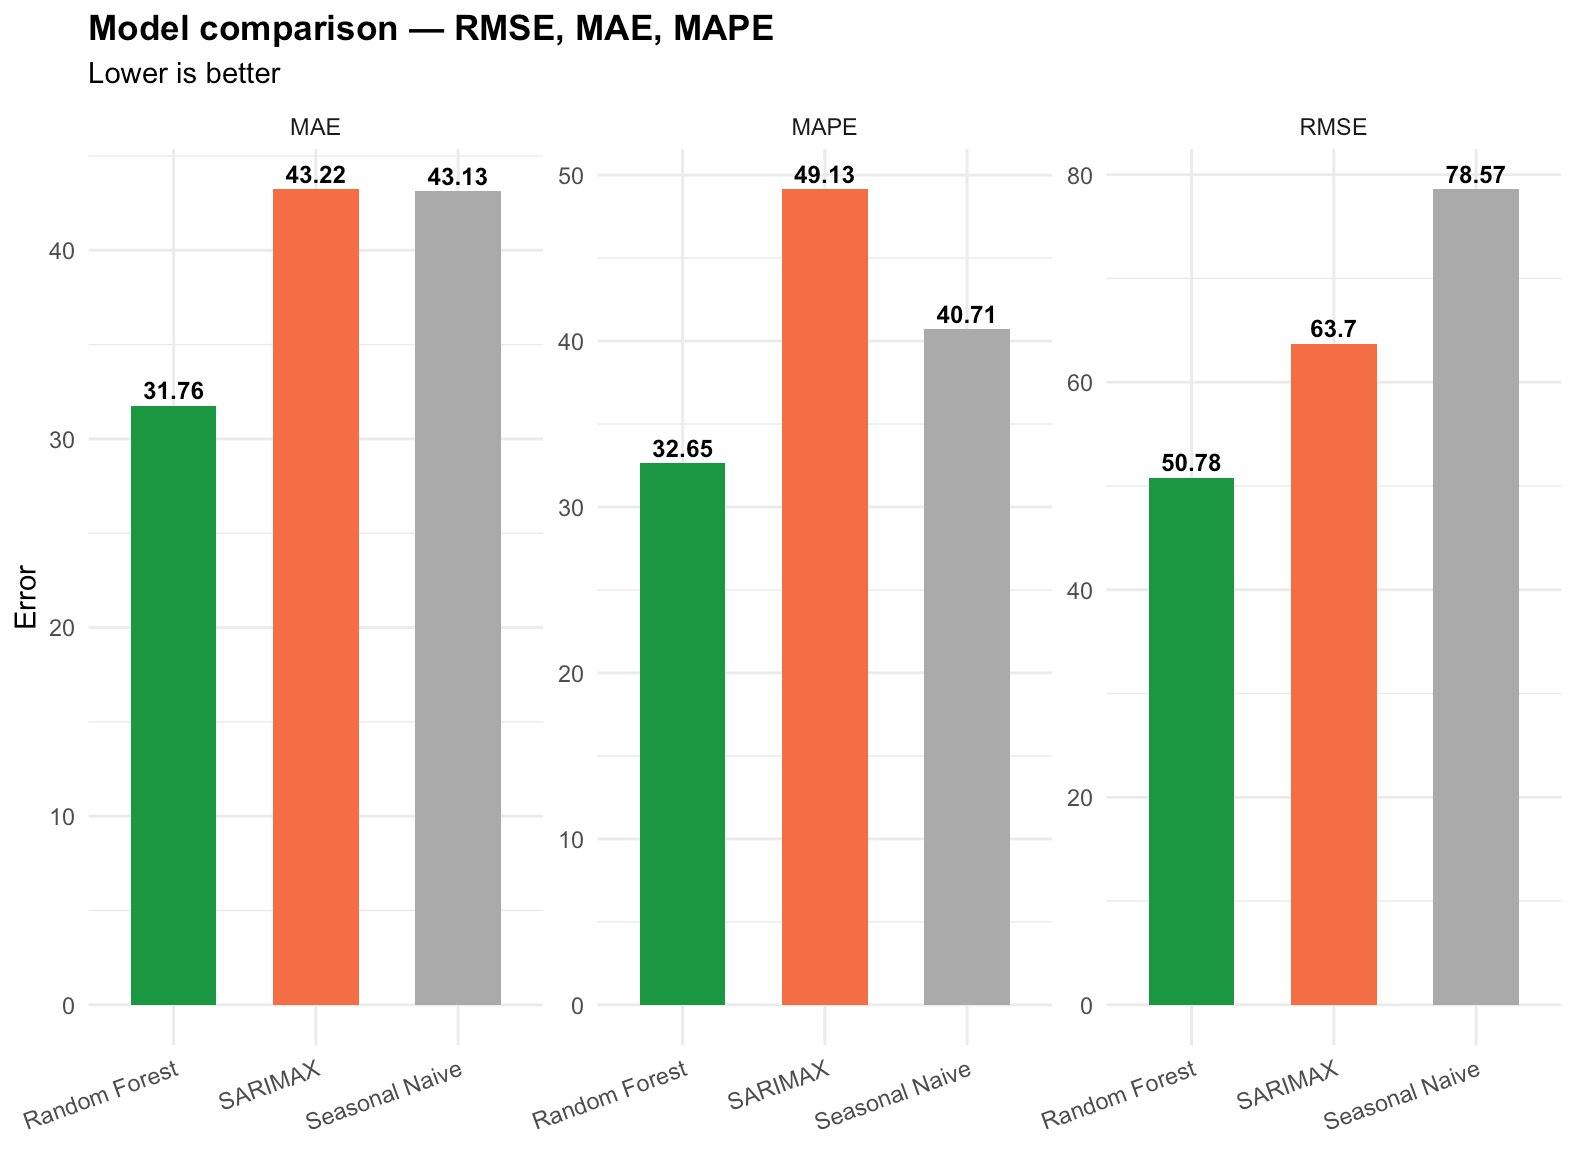 Model comparison — RMSE, MAE, MAPE
Lower is better
MAE
MAPE
RMSE
Error
43.22
43.13
31.76
40
30
20
10
0
Random Forest
SARIMAX
Seasonal Naive
49.13
40.71
32.65
50
40
30
20
10
0
Random Forest
SARIMAX
Seasonal Naive
78.57
63.7
50.78
80
60
40
20
0
Random Forest
SARIMAX
Seasonal Naive